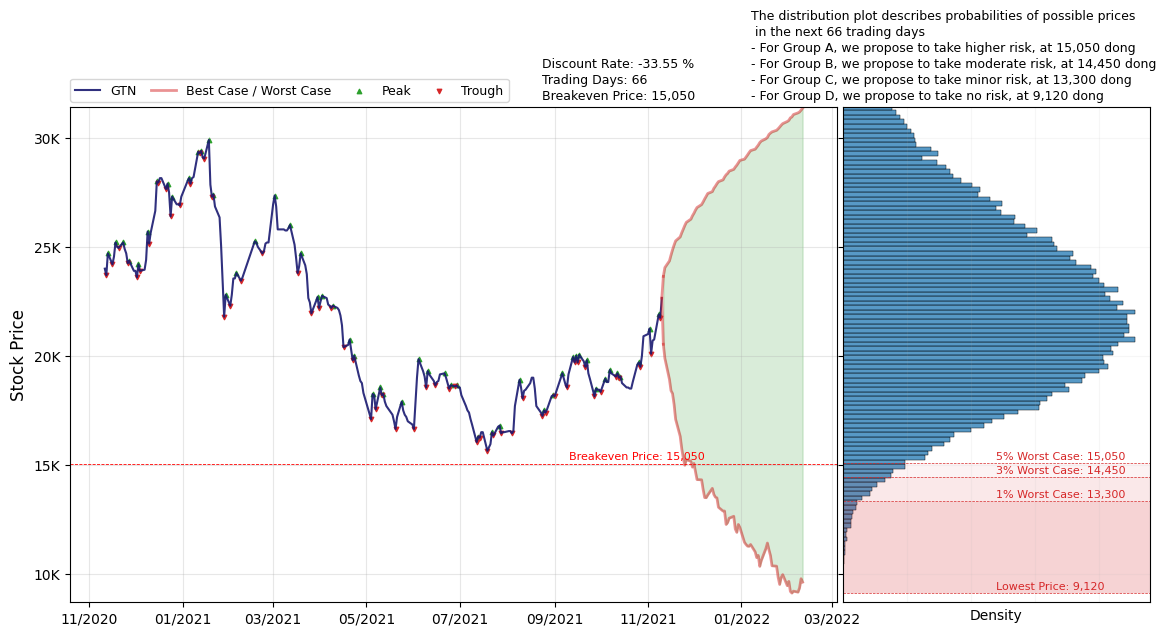 The distribution plot describes probabilities of possible prices
in the next 66 trading days
- For Group A, we propose to take higher risk, at 15,050 dong
- For Group B, we propose to take moderate risk, at 14,450 dong
- For Group C, we propose to take minor risk, at 13,300 dong
- For Group D, we propose to take no risk, at 9,120 dong
Discount Rate: -33.55 %
Trading Days: 66
Breakeven Price: 15,050
GTN
Best Case / Worst Case
Peak
Trough
Stock Price
30K
25K
20K
15K
10K
Breakeven Price: 15,050
5% Worst Case: 15,050
3% Worst Case: 14,450
1% Worst Case: 13,300
Lowest Price: 9,120
11/2020
01/2021
03/2021
05/2021
07/2021
09/2021
11/2021
01/2022
03/2022
Density